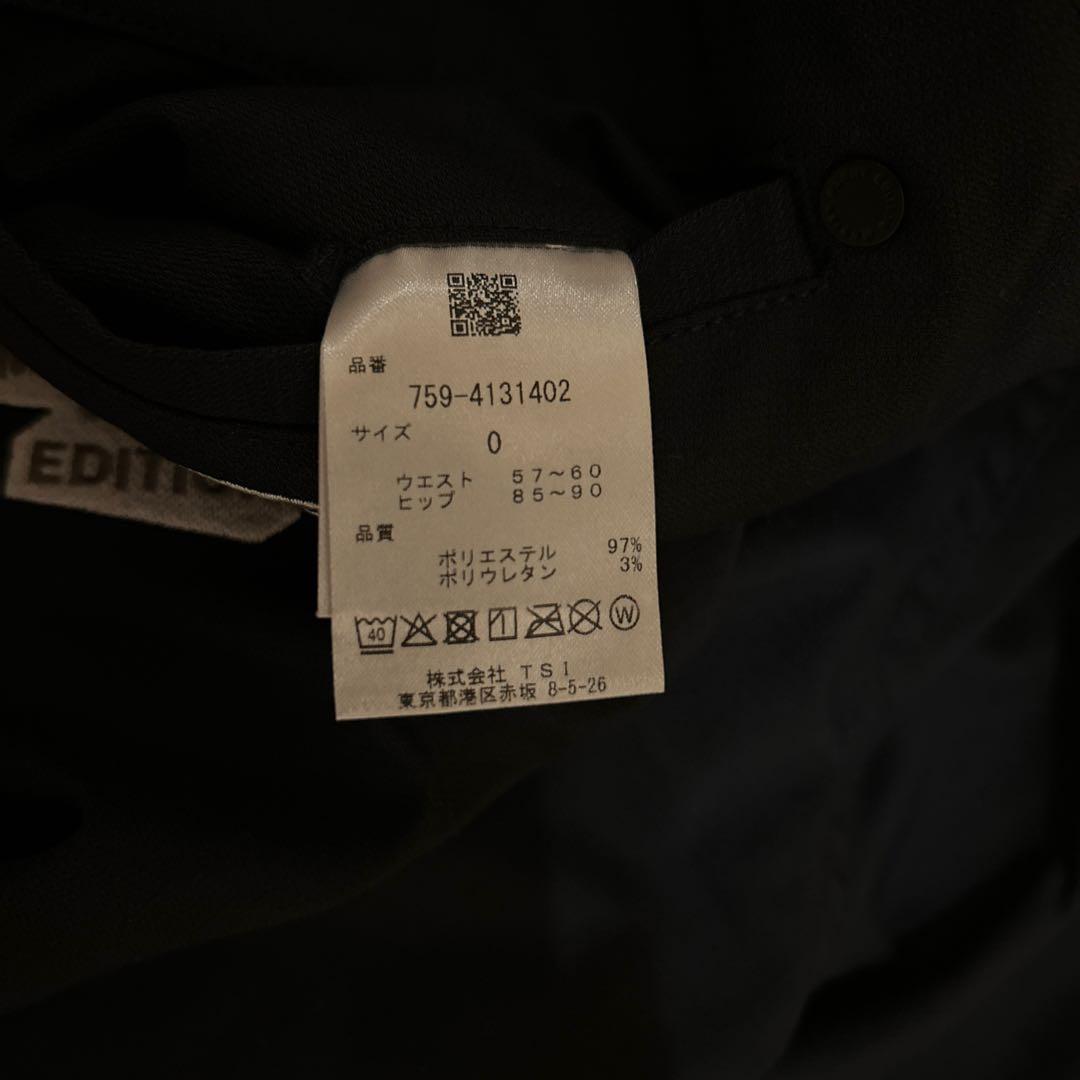 品番
759-4131402
サイズ
0
ウエスト 57～60
ヒップ 85～90
品質
ポリエステル 97%
ポリウレタン 3%
40
W
株式会社 TSI
東京都港区赤坂 8-5-26